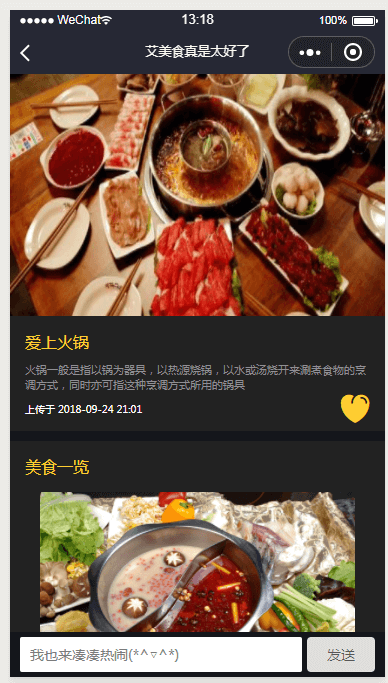 WeChat
13:18
100%
艾美食真是太好了
爱上火锅
火锅一般是指以锅为器具，以热源烧锅，以水或汤烧开来涮煮食物的烹
调方式，同时亦可指这种烹调方式所用的锅具
上传于 2018-09-24 21:01
美食一览
我也来凑凑热闹(*^▽^*)
发送